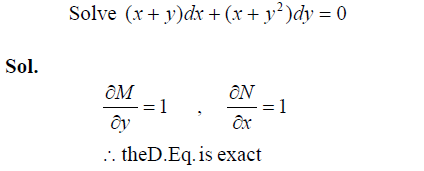 Solve (x + y)dx + (x + y²)dy = 0
Sol.
∂M/∂y = 1 , ∂N/∂x = 1
∴ theD.Eq.is exact